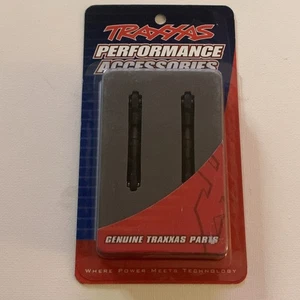 TRAXXAS
PERFORMANCE
ACCESSORIES
GENUINE TRAXXAS PARTS
WHERE POWER MEETS TECHNOLOGY